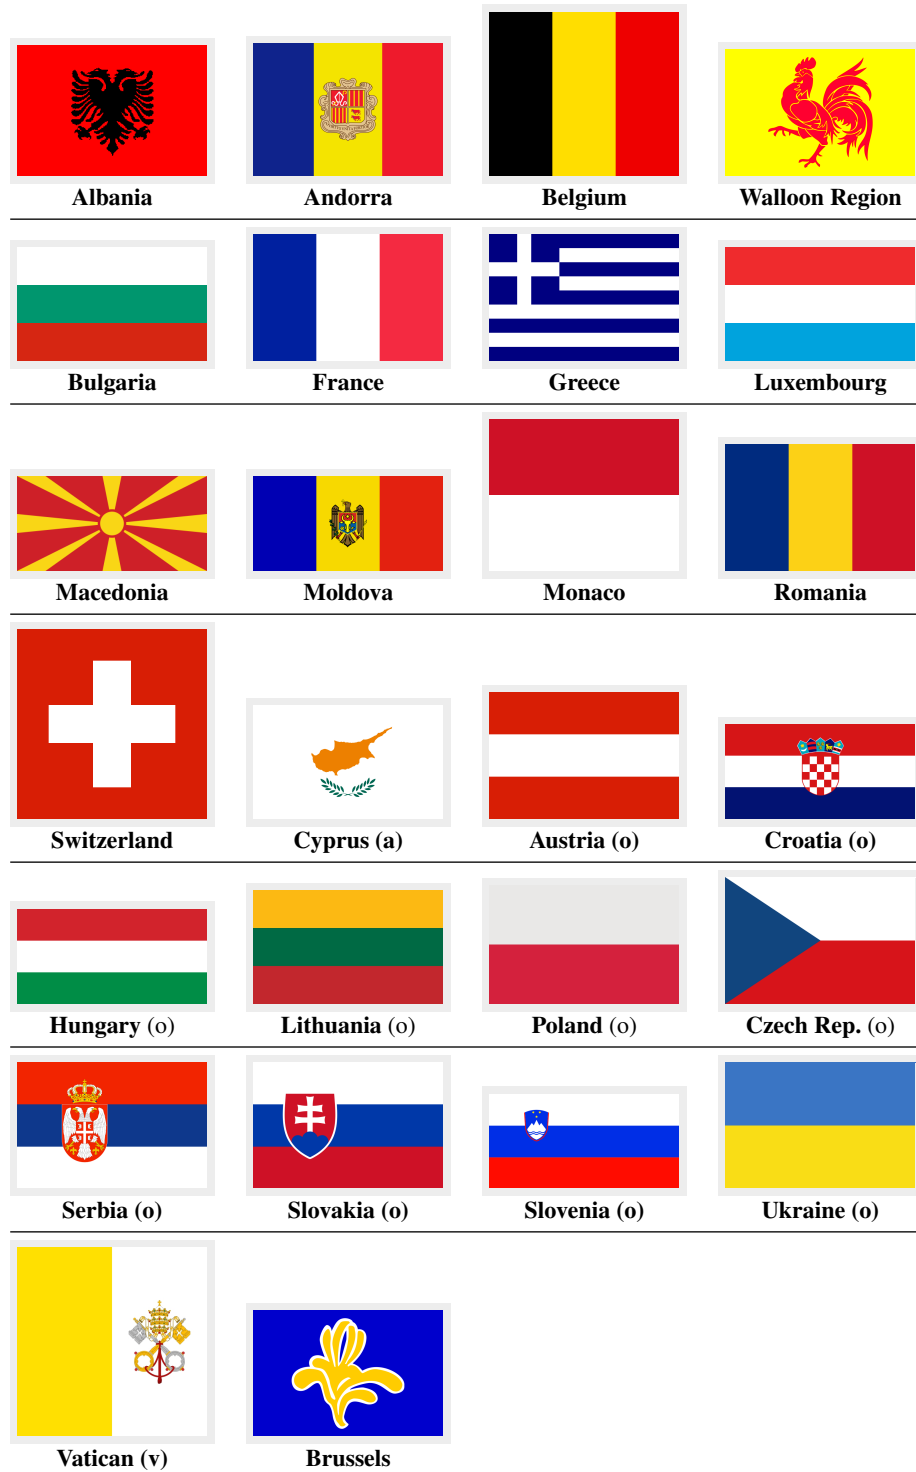 Albania Andorra Belgium Walloon Region
Bulgaria France Greece Luxembourg
Macedonia Moldova Monaco Romania
Switzerland Cyprus (a) Austria (o) Croatia (o)
Hungary (o) Lithuania (o) Poland (o) Czech Rep. (o)
Serbia (o) Slovakia (o) Slovenia (o) Ukraine (o)
Vatican (v) Brussels